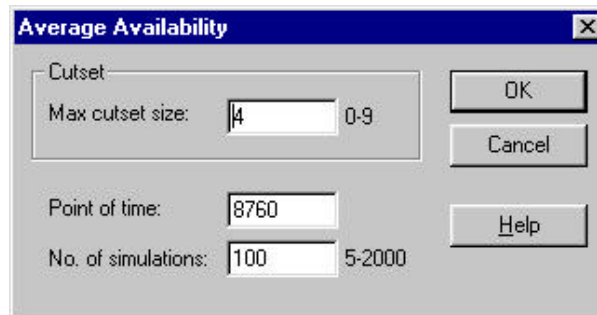 Average Availability
Cutset
Max cutset size: 4 0-9
OK
Cancel
Point of time: 8760
Help
No. of simulations: 100 5-2000